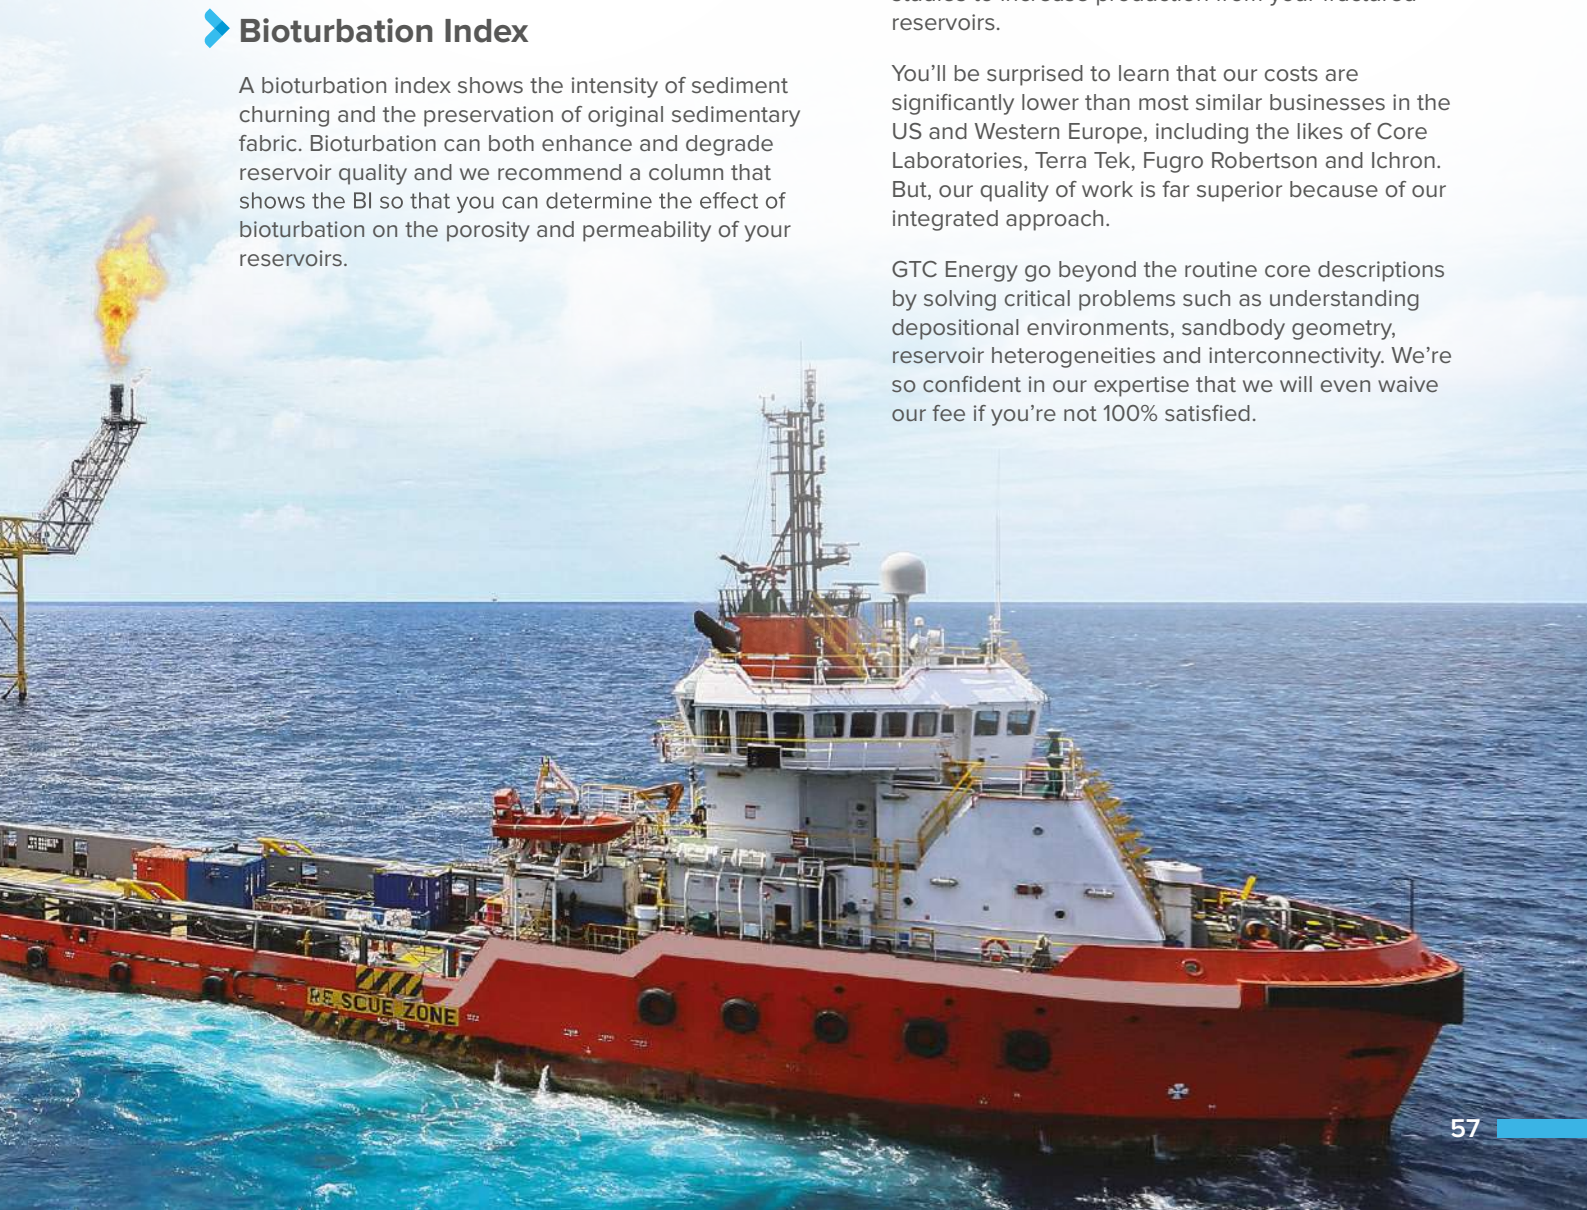 Bioturbation Index
A bioturbation index shows the intensity of sediment
churning and the preservation of original sedimentary
fabric. Bioturbation can both enhance and degrade
reservoir quality and we recommend a column that
shows the BI so that you can determine the effect of
bioturbation on the porosity and permeability of your
reservoirs.
studies to increase production from your fractured
reservoirs.
You’ll be surprised to learn that our costs are
significantly lower than most similar businesses in the
US and Western Europe, including the likes of Core
Laboratories, Terra Tek, Fugro Robertson and Ichron.
But, our quality of work is far superior because of our
integrated approach.
GTC Energy go beyond the routine core descriptions
by solving critical problems such as understanding
depositional environments, sandbody geometry,
reservoir heterogeneities and interconnectivity. We’re
so confident in our expertise that we will even waive
our fee if you’re not 100% satisfied.
RESCUE ZONE
57